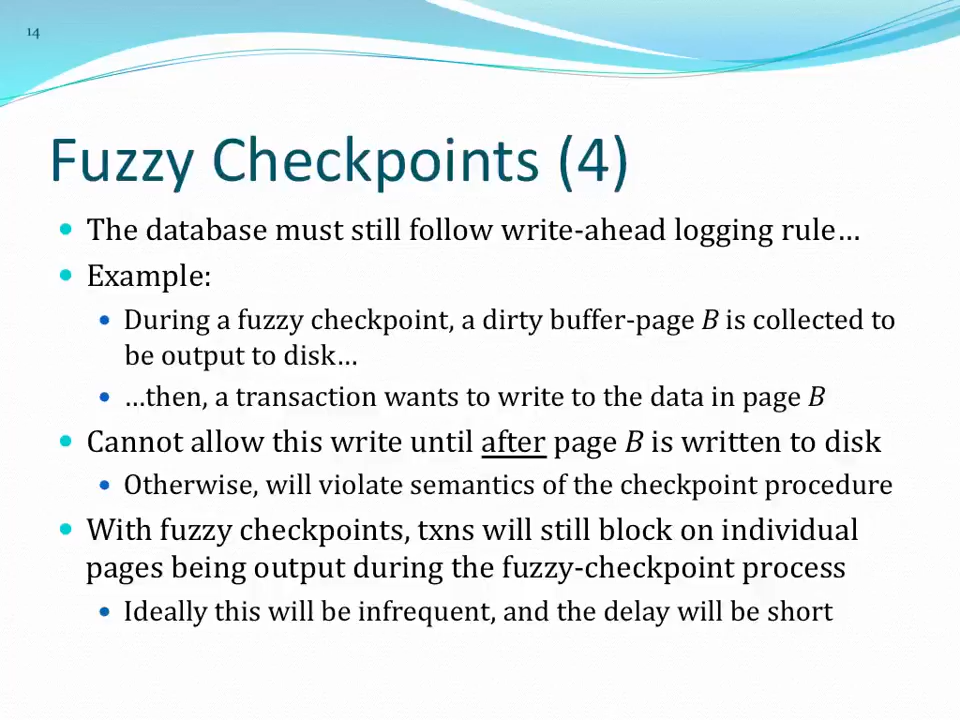 14
Fuzzy Checkpoints (4)
• The database must still follow write-ahead logging rule…
• Example:
• During a fuzzy checkpoint, a dirty buffer-page B is collected to
be output to disk…
• …then, a transaction wants to write to the data in page B
• Cannot allow this write until after page B is written to disk
• Otherwise, will violate semantics of the checkpoint procedure
• With fuzzy checkpoints, txns will still block on individual
pages being output during the fuzzy-checkpoint process
• Ideally this will be infrequent, and the delay will be short